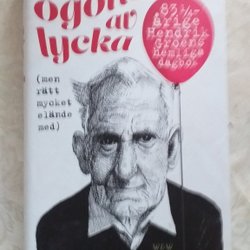 ögon
av
lycka
(men
rätt
mycket
elände
med)
83 1/4-
årige
Hendrik
Groens
hemliga
dagbok
W&W